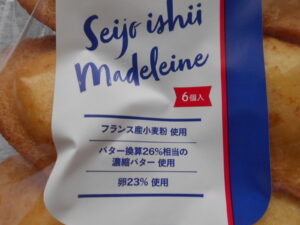 Seijo ishii
Madeleine
6個入
フランス産小麦粉 使用
バター換算26%相当の
濃縮バター 使用
卵23% 使用